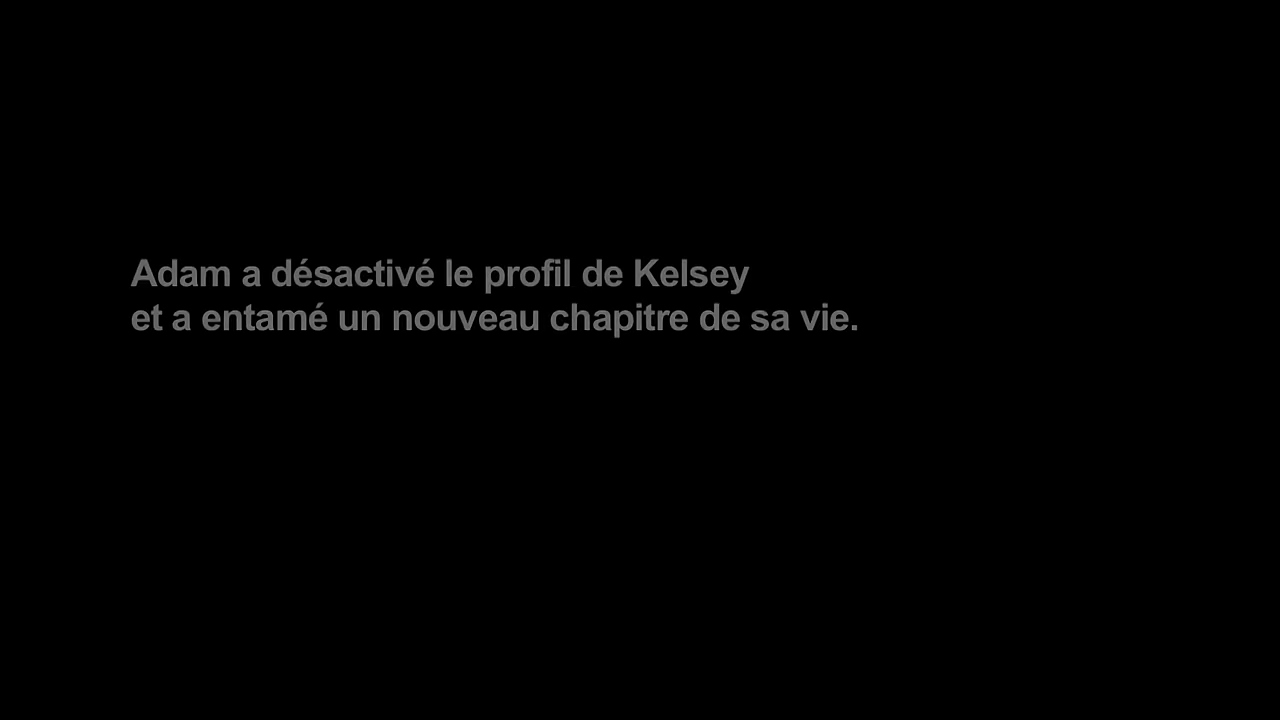 Adam a désactivé le profil de Kelsey
et a entamé un nouveau chapitre de sa vie.